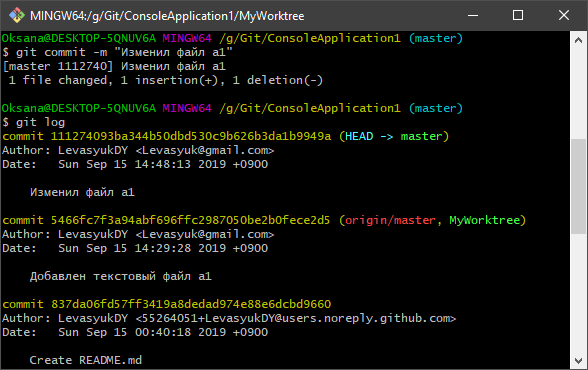 MINGW64:/g/Git/ConsoleApplication1/MyWorktree
Oksana@DESKTOP-5QNUV6A MINGW64 /g/Git/ConsoleApplication1 (master)
$ git commit -m "Изменил файл a1"
[master 1112740] Изменил файл a1
 1 file changed, 1 insertion(+), 1 deletion(-)
Oksana@DESKTOP-5QNUV6A MINGW64 /g/Git/ConsoleApplication1 (master)
$ git log
commit 111274093ba344b50dbd530c9b626b3da1b9949a (HEAD -> master)
Author: LevasyukDY <Levasyuk@gmail.com>
Date:   Sun Sep 15 14:48:13 2019 +0900
    Изменил файл a1
commit 5466fc7f3a94abf696ffc2987050be2b0fece2d5 (origin/master, MyWorktree)
Author: LevasyukDY <Levasyuk@gmail.com>
Date:   Sun Sep 15 14:29:28 2019 +0900
    Добавлен текстовый файл a1
commit 837da06fd57ff3419a8dedad974e88e6dcbd9660
Author: LevasyukDY <55264051+LevasyukDY@users.noreply.github.com>
Date:   Sun Sep 15 00:40:18 2019 +0900
    Create README.md